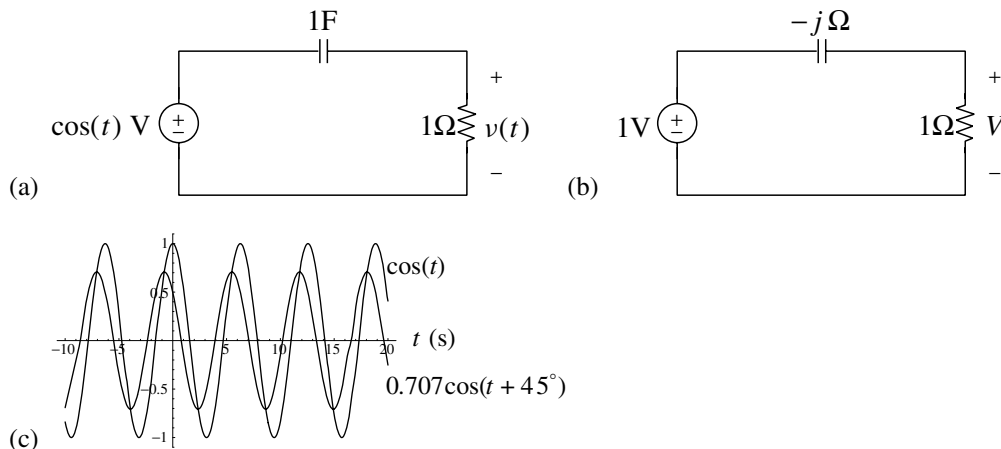 1F
cos(t) V
+
−
1Ω
+
v(t)
−
(a)
−j Ω
1V
+
−
1Ω
+
V
−
(b)
1
0.5
−0.5
−1
−10
−5
5
10
15
20
cos(t)
t (s)
0.707cos(t + 45°)
(c)